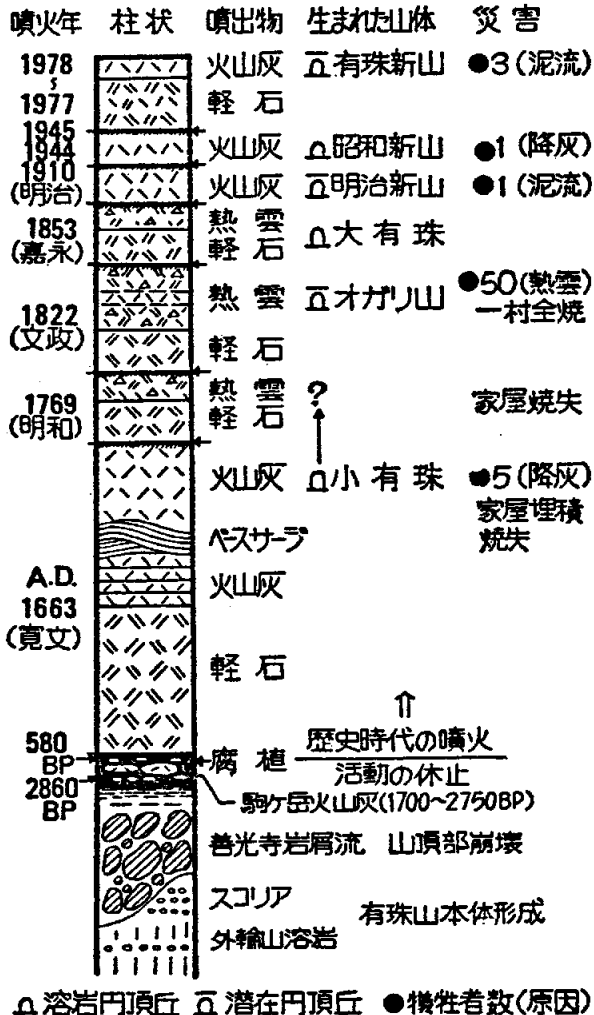 噴火年 柱状 噴出物 生まれた山体 災害
1978 火山灰 有珠新山 ●3(泥流)
~
1977 軽石
1945
1944 火山灰 昭和新山 ●1(降灰)
1910
(明治) 火山灰 明治新山 ●1(泥流)
熱雲
1853 大有珠
(嘉永) 軽石
熱雲 オガリ山 ●50(熱雲)
一村全焼
1822
(文政) 軽石
熱雲 ?
1769 家屋焼失
(明和) 軽石
火山灰 小有珠 ●5(降灰)
家屋埋積
焼失
ベースサージ
A.D. 火山灰
1663
(寛文)
軽石
⇑
580 歴史時代の噴火
BP 腐植
2860 活動の休止
BP 駒ケ岳火山灰(1700~2750BP)
善光寺岩屑流 山頂部崩壊
スコリア 有珠山本体形成
外輪山溶岩
溶岩円頂丘 潜在円頂丘 ●犠牲者数(原因)